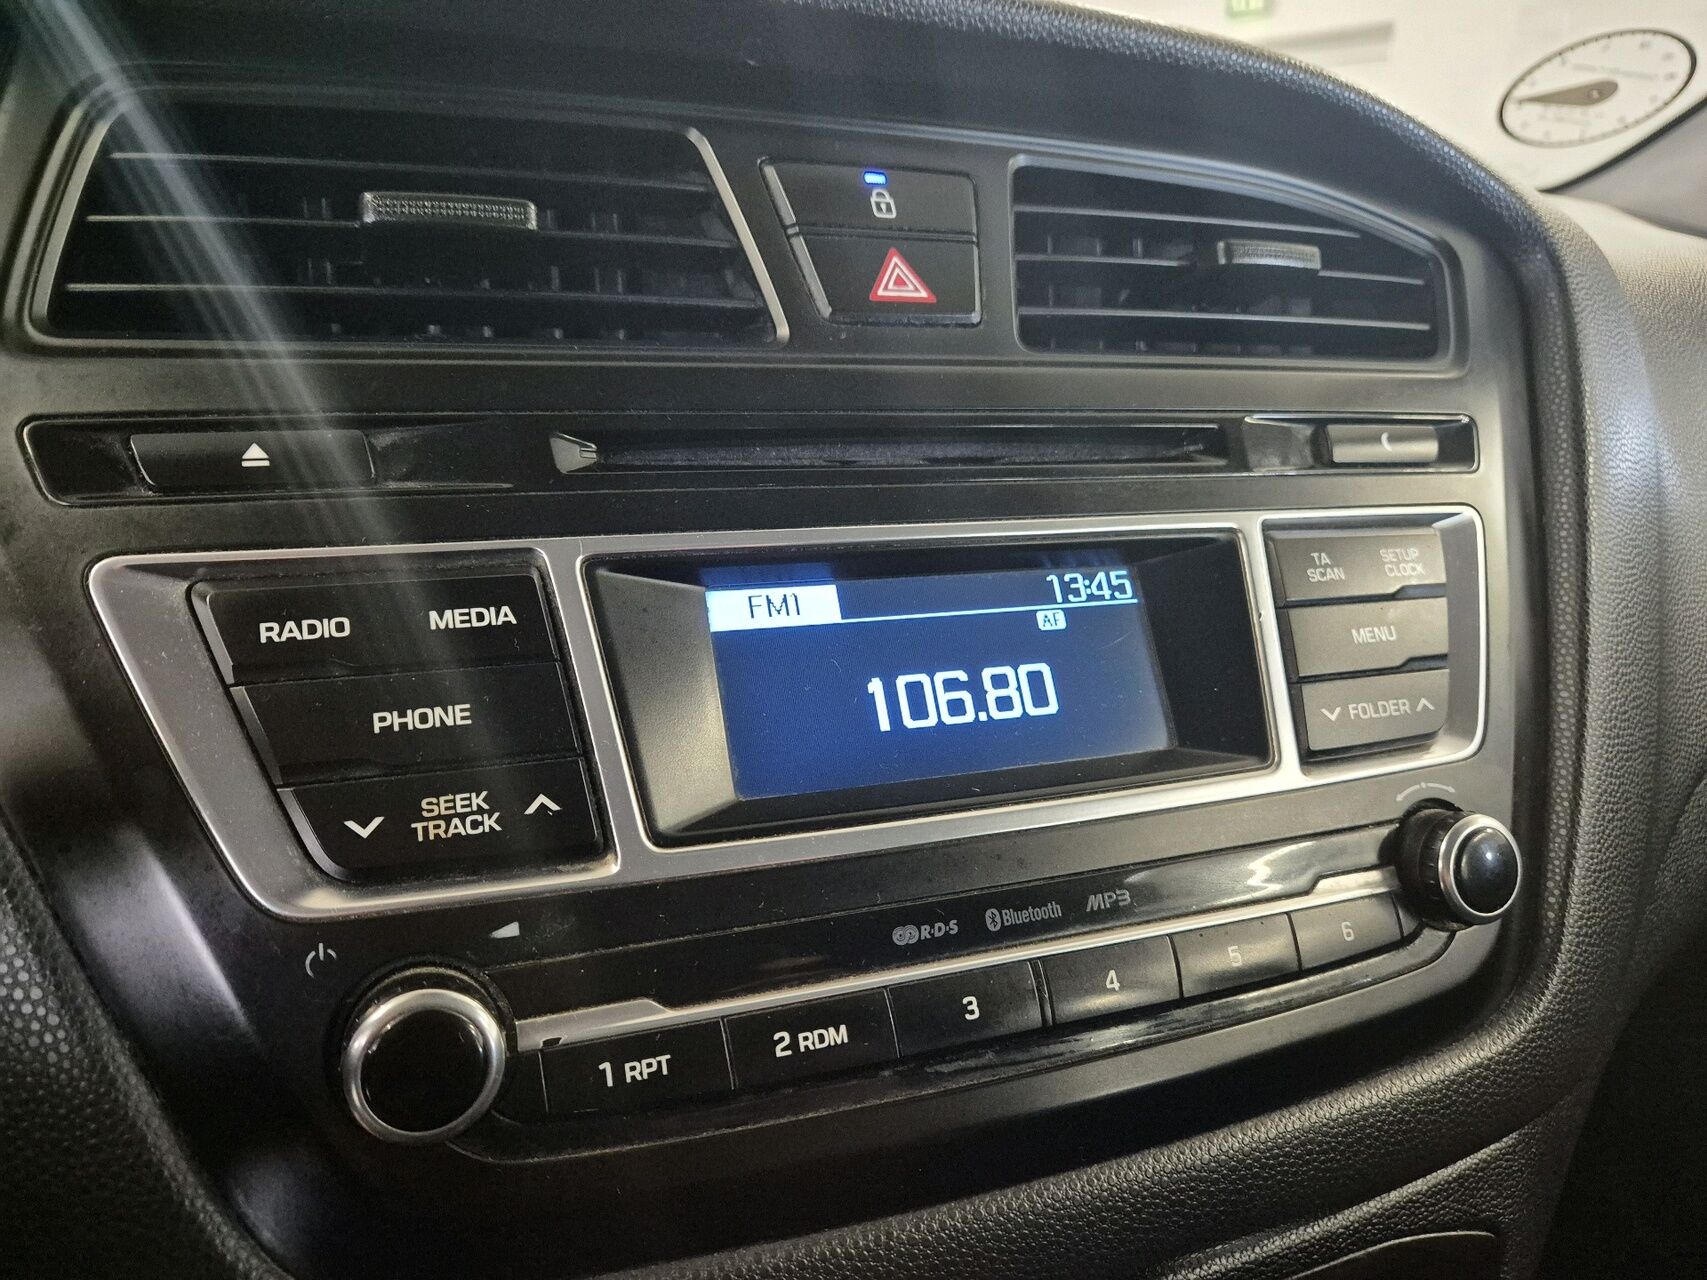 RADIO
MEDIA
PHONE
SEEK
TRACK
FM1
13:45
AF
106.80
TA
SCAN
SETUP
CLOCK
MENU
FOLDER
R·D·S
Bluetooth
MP3
1 RPT
2 RDM
3
4
5
6